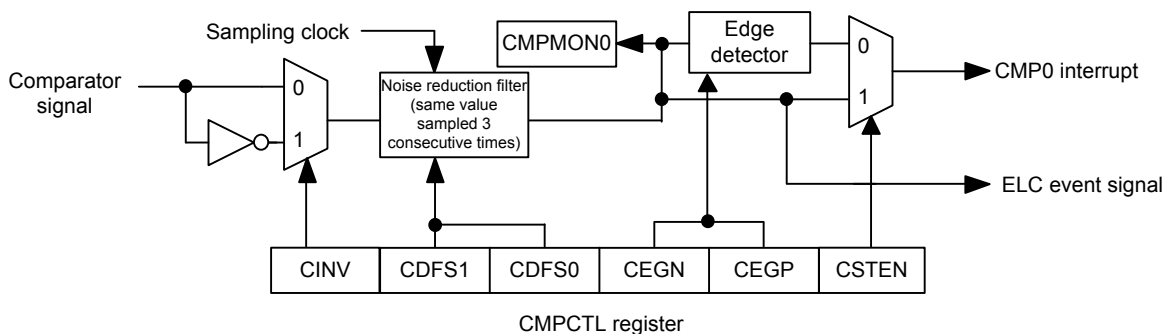 Sampling clock
CMPMON0
Edge
detector
0
CMP0 interrupt
Comparator
signal
0
1
Noise reduction filter
(same value
sampled 3
consecutive times)
1
ELC event signal
CINV
CDFS1
CDFS0
CEGN
CEGP
CSTEN
CMPCTL register